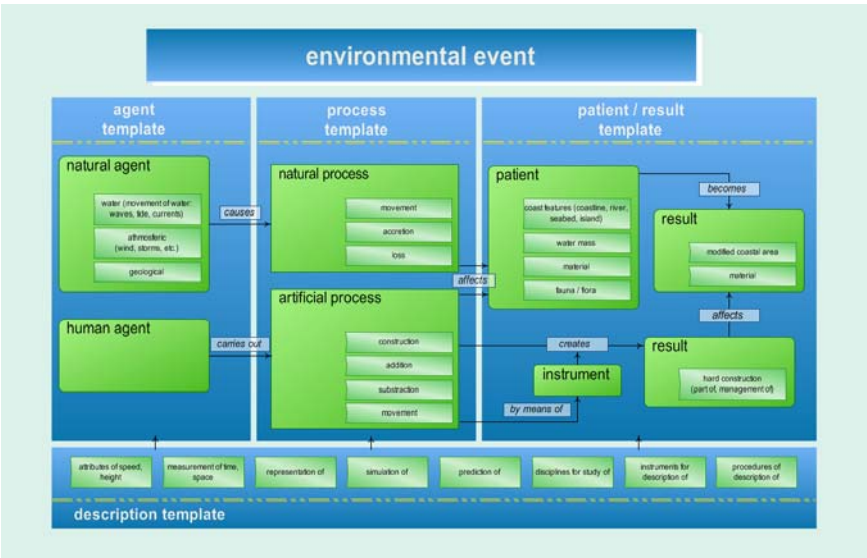 environmental event
agent
template
process
template
patient / result
template
natural agent
water (movement of water:
waves, tide, currents)
athmosferic
(wind, storms, etc.)
geological
human agent
causes
carries out
natural process
movement
accretion
loss
artificial process
construction
addition
substraction
movement
affects
patient
coast features (coastline, river,
seabed, island)
water mass
material
fauna / flora
becomes
result
modified coastal area
material
affects
creates
instrument
by means of
result
hard construction
(part of, management of)
attributes of speed,
height
measurement of time,
space
representation of
simulation of
prediction of
disciplines for study of
instruments for
description of
procedures of
description of
description template